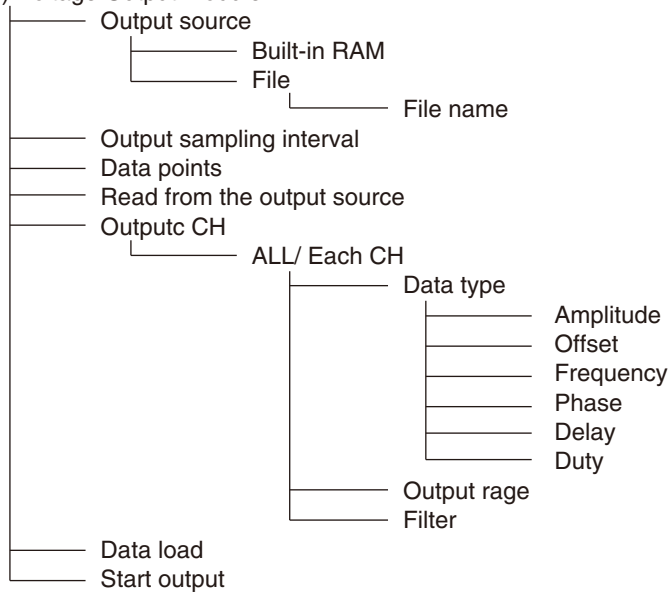 Output source
Built-in RAM
File
File name
Output sampling interval
Data points
Read from the output source
Outputc CH
ALL/ Each CH
Data type
Amplitude
Offset
Frequency
Phase
Delay
Duty
Output rage
Filter
Data load
Start output